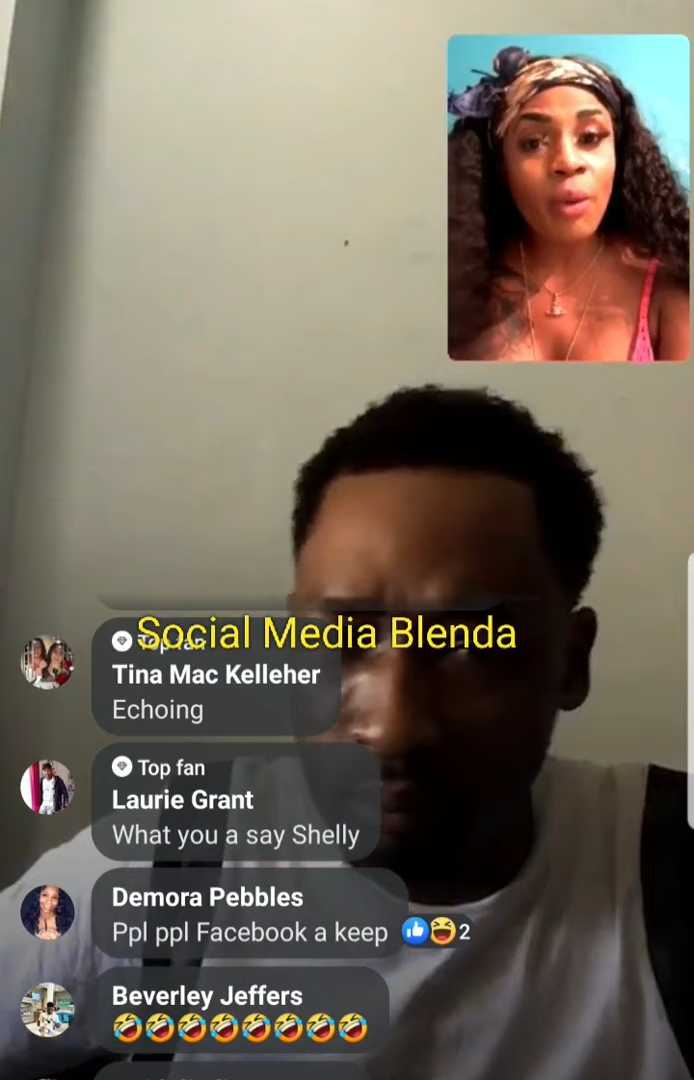 Social Media Blenda
Top fan
Tina Mac Kelleher
Echoing
Top fan
Laurie Grant
What you a say Shelly
Demora Pebbles
Ppl ppl Facebook a keep 2
Beverley Jeffers
🤣🤣🤣🤣🤣🤣🤣🤣